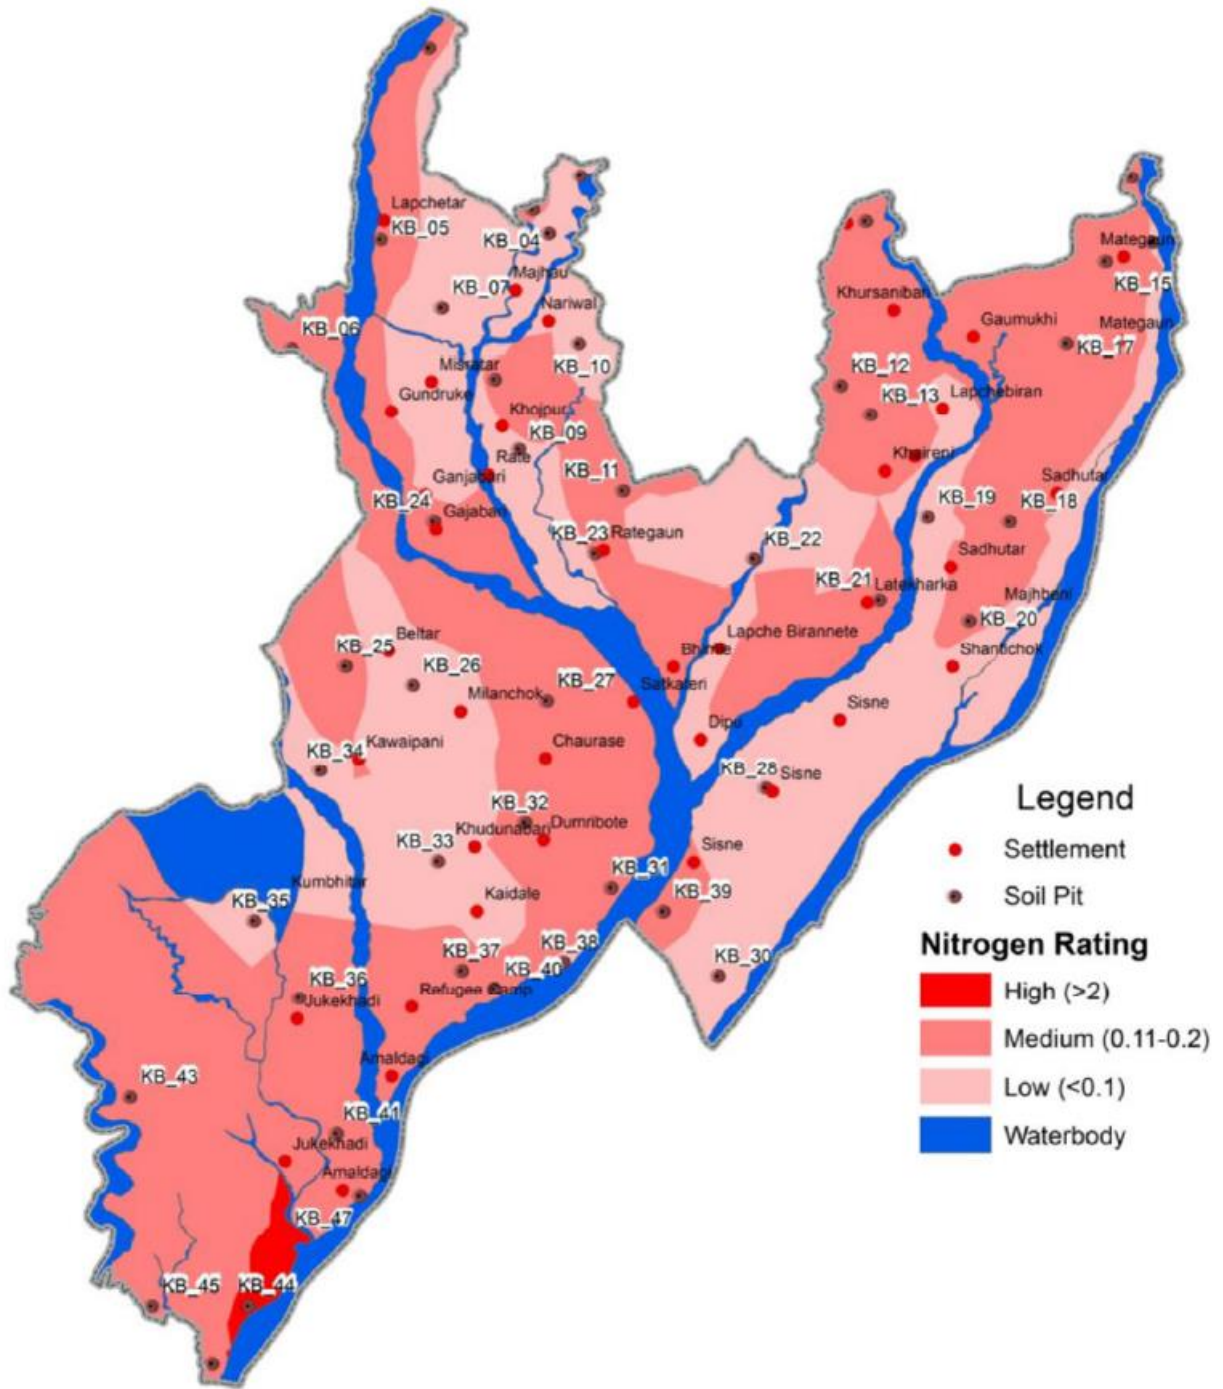 Lapchetar
KB_05
KB_04
Mategaun
KB_07
Majhau
KB_15
Khursaniban
Nariwal
KB_06
Gaumukhi
Mategaun
KB_17
KB_10
Misratar
KB_12
Gundruke
KB_13
Lapchebiran
Khojpur
KB_09
Rate
Khaireni
KB_11
Ganjabari
Sadhutar
KB_24
KB_19
KB_18
Gajabari
KB_23
Rategaun
KB_22
Sadhutar
KB_21
Latekharka
Majhbeni
KB_20
Beltar
Lapche Birannete
KB_25
Bhirile
Shantichok
KB_26
KB_27
Satkaleri
Milanchok
Sisne
Dipu
Kawaipani
Chaurase
KB_34
KB_28
Sisne
Legend
KB_32
Dumribote
Khudunabari
Settlement
KB_33
Sisne
KB_31
Kumbhitar
Kaidale
KB_39
Soil Pit
KB_35
Nitrogen Rating
KB_38
KB_37
KB_40
KB_30
KB_36
Refugee Camp
High (>2)
Jukekhadi
Medium (0.11-0.2)
Amaldagi
KB_43
Low (<0.1)
KB_41
Waterbody
Jukekhadi
Amaldagi
KB_47
KB_45
KB_44